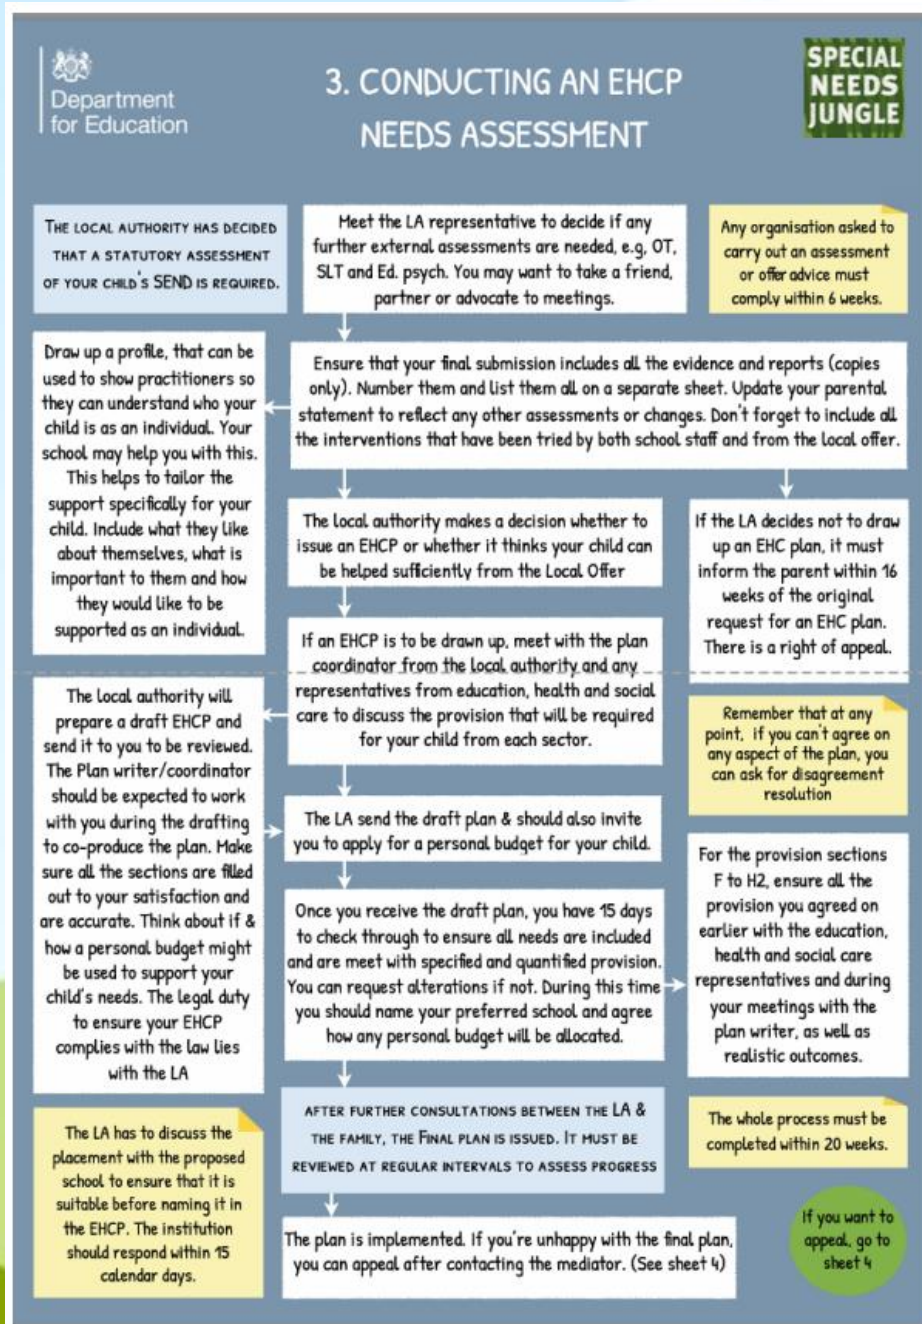 Department
for Education
3. CONDUCTING AN EHCP
NEEDS ASSESSMENT
SPECIAL
NEEDS
JUNGLE
THE LOCAL AUTHORITY HAS DECIDED
THAT A STATUTORY ASSESSMENT
OF YOUR CHILD'S SEND IS REQUIRED.
Meet the LA representative to decide if any
further external assessments are needed, e.g, OT,
SLT and Ed. psych. You may want to take a friend,
partner or advocate to meetings.
Any organisation asked to
carry out an assessment
or offer advice must
comply within 6 weeks.
Draw up a profile, that can be
used to show practitioners so
they can understand who your
child is as an individual. Your
school may help you with this.
This helps to tailor the
support specifically for your
child. Include what they like
about themselves, what is
important to them and how
they would like to be
supported as an individual.
Ensure that your final submission includes all the evidence and reports (copies
only). Number them and list them all on a separate sheet. Update your parental
statement to reflect any other assessments or changes. Don't forget to include all
the interventions that have been tried by both school staff and from the local offer.
The local authority makes a decision whether to
issue an EHCP or whether it thinks your child can
be helped sufficiently from the Local Offer
If the LA decides not to draw
up an EHC plan, it must
inform the parent within 16
weeks of the original
request for an EHC plan.
There is a right of appeal.
If an EHCP is to be drawn up, meet with the plan
coordinator from the local authority and any
representatives from education, health and social
care to discuss the provision that will be required
for your child from each sector.
The local authority will
prepare a draft EHCP and
send it to you to be reviewed.
The Plan writer/coordinator
should be expected to work
with you during the drafting
to co-produce the plan. Make
sure all the sections are filled
out to your satisfaction and
are accurate. Think about if &
how a personal budget might
be used to support your
child's needs. The legal duty
to ensure your EHCP
complies with the law lies
with the LA
Remember that at any
point, if you can't agree on
any aspect of the plan, you
can ask for disagreement
resolution
The LA send the draft plan & should also invite
you to apply for a personal budget for your child.
Once you receive the draft plan, you have 15 days
to check through to ensure all needs are included
and are meet with specified and quantified provision.
You can request alterations if not. During this time
you should name your preferred school and agree
how any personal budget will be allocated.
For the provision sections
F to H2, ensure all the
provision you agreed on
earlier with the education,
health and social care
representatives and during
your meetings with the
plan writer, as well as
realistic outcomes.
The LA has to discuss the
placement with the proposed
school to ensure that it is
suitable before naming it in
the EHCP. The institution
should respond within 15
calendar days.
AFTER FURTHER CONSULTATIONS BETWEEN THE LA &
THE FAMILY, THE FINAL PLAN IS ISSUED. IT MUST BE
REVIEWED AT REGULAR INTERVALS TO ASSESS PROGRESS
The whole process must be
completed within 20 weeks.
The plan is implemented. If you're unhappy with the final plan,
you can appeal after contacting the mediator. (See sheet 4)
If you want to
appeal, go to
sheet 4